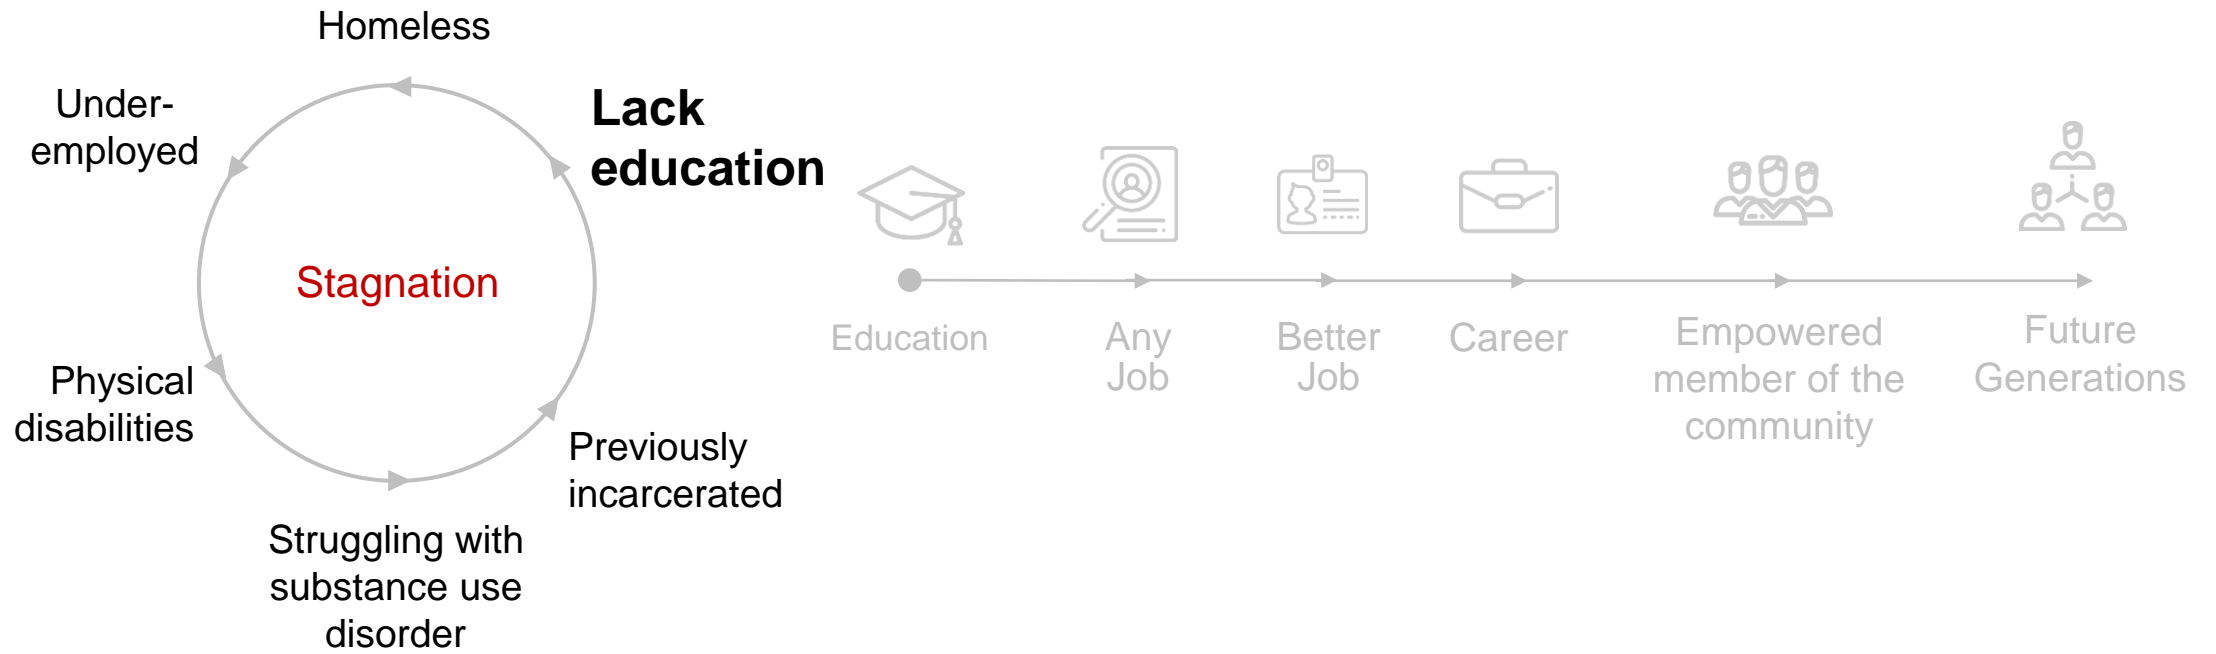 Homeless
Under-
employed
Lack
education
Stagnation
Physical
disabilities
Previously
incarcerated
Struggling with
substance use
disorder
Education
Any
Job
Better
Job
Career
Empowered
member of the
community
Future
Generations